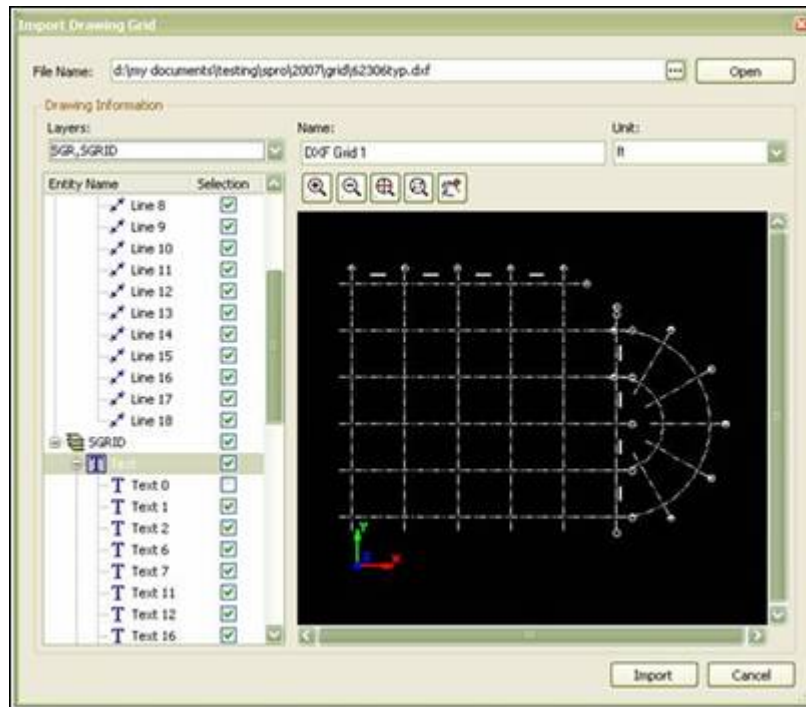 Import Drawing Grid
File Name: d:\my documents\testing\spro\2007\grid\62306typ.dxf ... Open
Drawing Information
Layers: Name: Unit:
SGR,SGRID DXF Grid 1 ft
Entity Name Selection
Line 8
Line 9
Line 10
Line 11
Line 12
Line 13
Line 14
Line 15
Line 16
Line 17
Line 18
SGRID
Text
Text 0
Text 1
Text 2
Text 6
Text 7
Text 11
Text 12
Text 16
Y
Z
X
Import Cancel